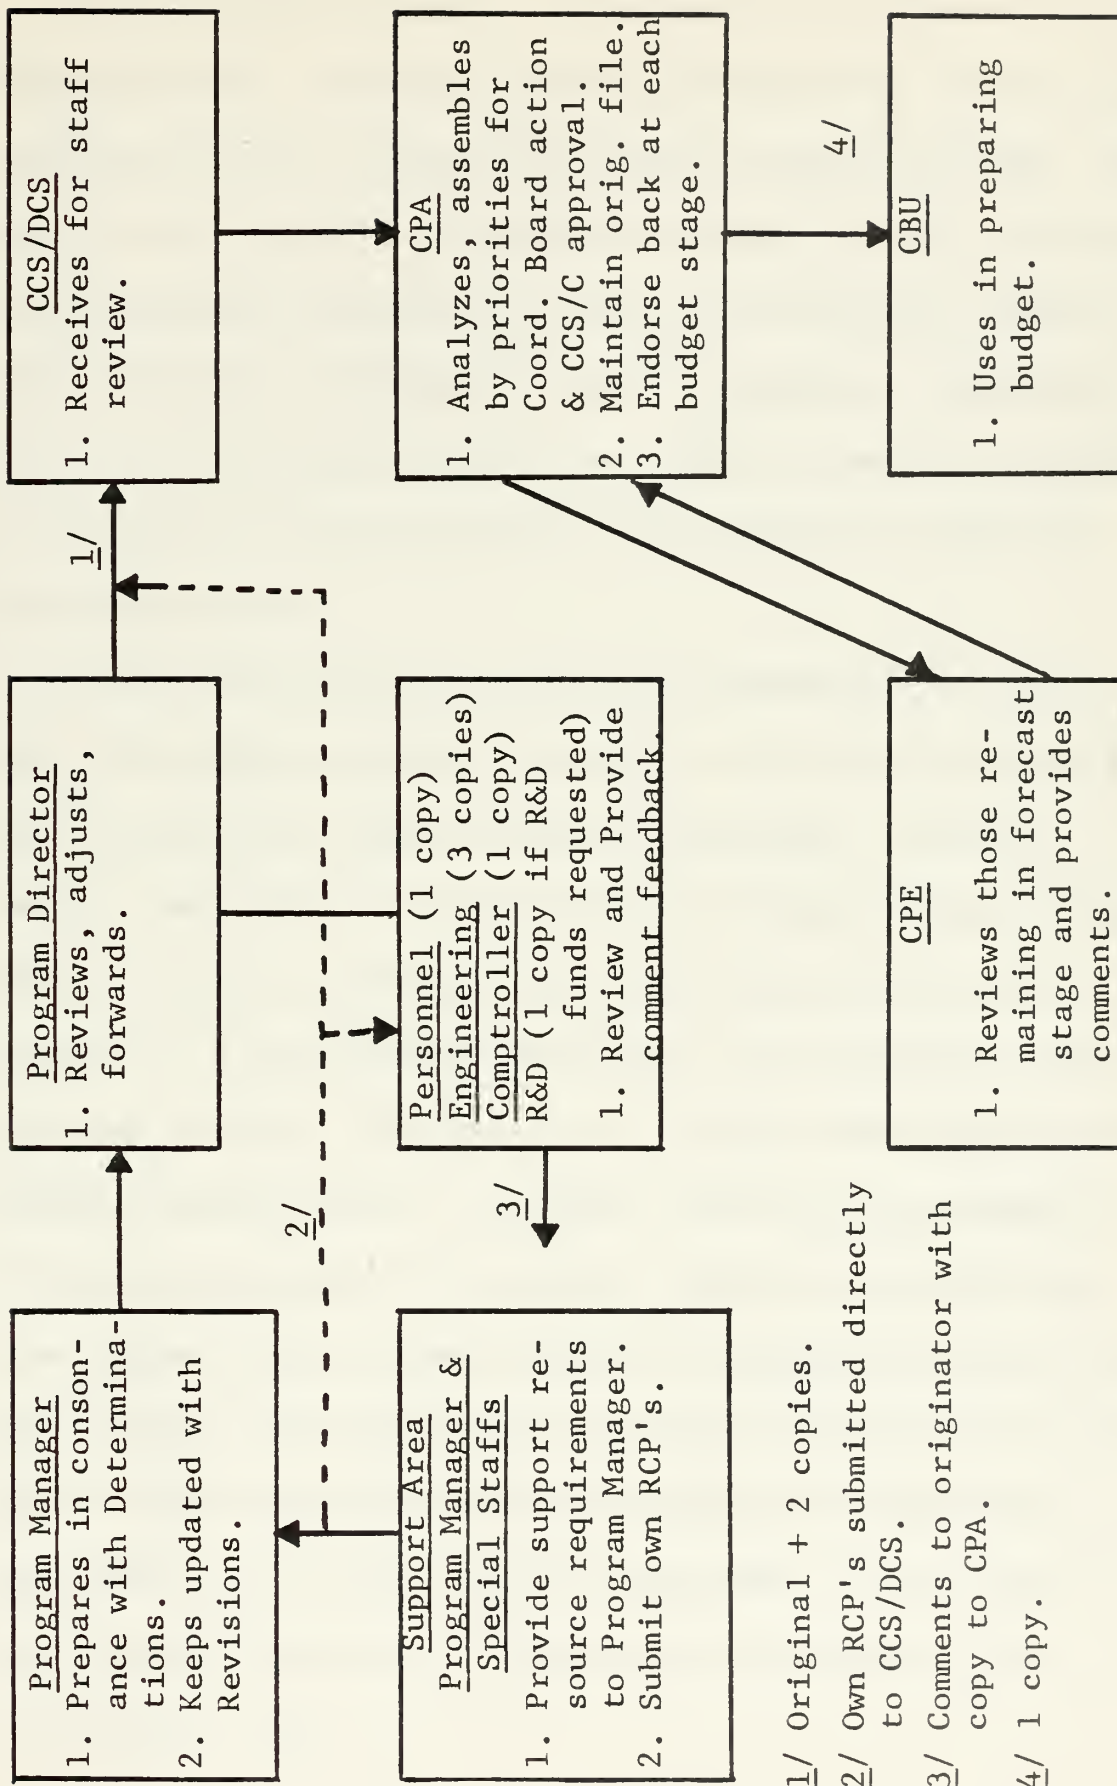 Program Manager
1. Prepares in conson-
ance with Determina-
tions.
2. Keeps updated with
Revisions.
Program Director
1. Reviews, adjusts,
forwards.
1/
CCS/DCS
1. Receives for staff
review.
2/
Support Area
Program Manager &
Special Staffs
1. Provide support re-
source requirements
to Program Manager.
2. Submit own RCP's.
3/
Personnel (1 copy)
Engineering (3 copies)
Comptroller (1 copy)
R&D (1 copy if R&D
funds requested)
1. Review and Provide
comment feedback.
CPA
1. Analyzes, assembles
by priorities for
Coord. Board action
& CCS/C approval.
2. Maintain orig. file.
3. Endorse back at each
budget stage.
4/
CPE
1. Reviews those re-
maining in forecast
stage and provides
comments.
CBU
1. Uses in preparing
budget.
1/ Original + 2 copies.
2/ Own RCP's submitted directly
to CCS/DCS.
3/ Comments to originator with
copy to CPA.
4/ 1 copy.